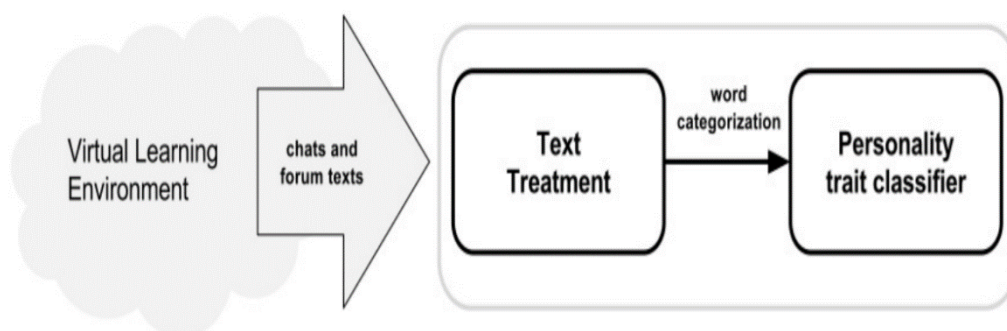 Virtual Learning
Environment
chats and
forum texts
Text
Treatment
word
categorization
Personality
trait classifier